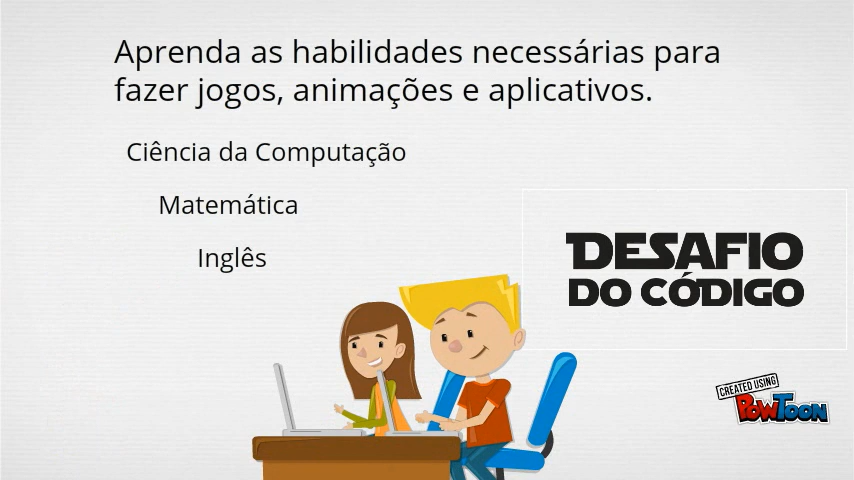 Aprenda as habilidades necessárias para
fazer jogos, animações e aplicativos.
Ciência da Computação
Matemática
Inglês
DESAFIO
DO CÓDIGO
CREATED USING
POWTOON